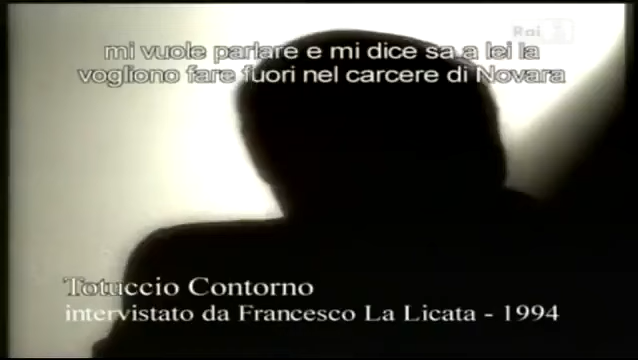 Rai
mi vuole parlare e mi dice sa a lei la
vogliono fare fuori nel carcere di Novara
Totuccio Contorno
intervistato da Francesco La Licata - 1994